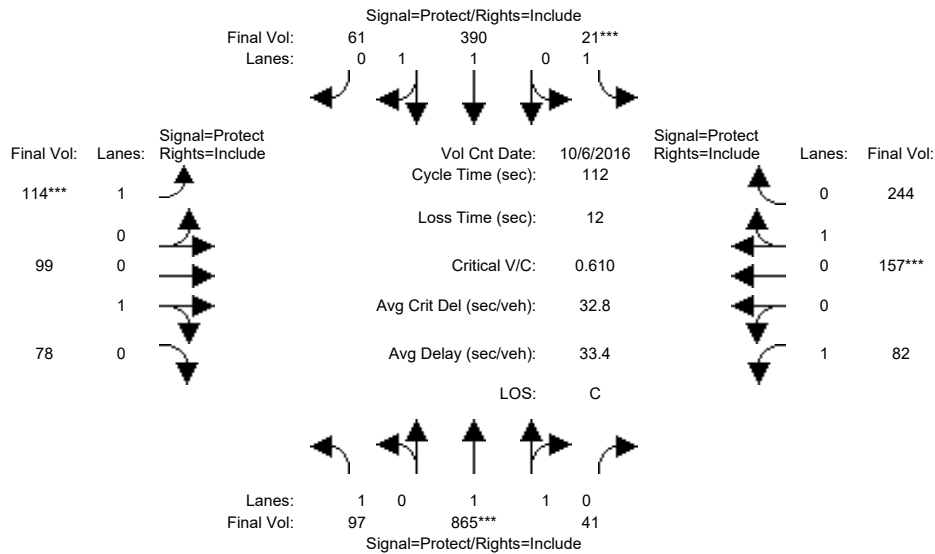 Signal=Protect/Rights=Include
Final Vol: 61 390 21***
Lanes: 0 1 1 0 1
Signal=Protect Signal=Protect
Final Vol: Lanes: Rights=Include Vol Cnt Date: 10/6/2016 Rights=Include Lanes: Final Vol:
Cycle Time (sec): 112
114*** 1 0 244
Loss Time (sec): 12
0 1
99 0 Critical V/C: 0.610 0 157***
1 Avg Crit Del (sec/veh): 32.8 0
78 0 Avg Delay (sec/veh): 33.4 1 82
LOS: C
Lanes: 1 0 1 1 0
Final Vol: 97 865*** 41
Signal=Protect/Rights=Include